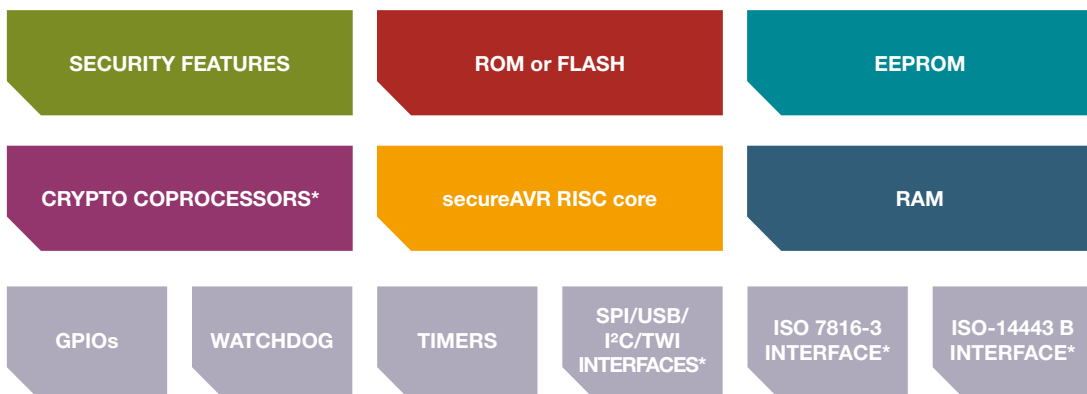 SECURITY FEATURES
ROM or FLASH
EEPROM
CRYPTO COPROCESSORS*
secureAVR RISC core
RAM
GPIOs
WATCHDOG
TIMERS
SPI/USB/
I²C/TWI
INTERFACES*
ISO 7816-3
INTERFACE*
ISO-14443 B
INTERFACE*